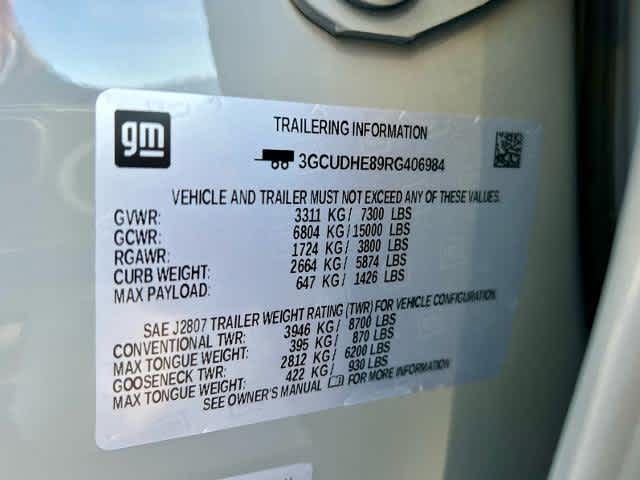 gm
TRAILERING INFORMATION
3GCUDHE89RG406984
VEHICLE AND TRAILER MUST NOT EXCEED ANY OF THESE VALUES.
GVWR: 3311 KG/ 7300 LBS
GCWR: 6804 KG/ 15000 LBS
RGAWR: 1724 KG/ 3800 LBS
CURB WEIGHT: 2664 KG/ 5874 LBS
MAX PAYLOAD: 647 KG/ 1426 LBS
SAE J2807 TRAILER WEIGHT RATING (TWR) FOR VEHICLE CONFIGURATION
CONVENTIONAL TWR: 3946 KG/ 8700 LBS
MAX TONGUE WEIGHT: 395 KG/ 870 LBS
GOOSENECK TWR: 2812 KG/ 6200 LBS
MAX TONGUE WEIGHT: 422 KG/ 930 LBS
SEE OWNER'S MANUAL FOR MORE INFORMATION